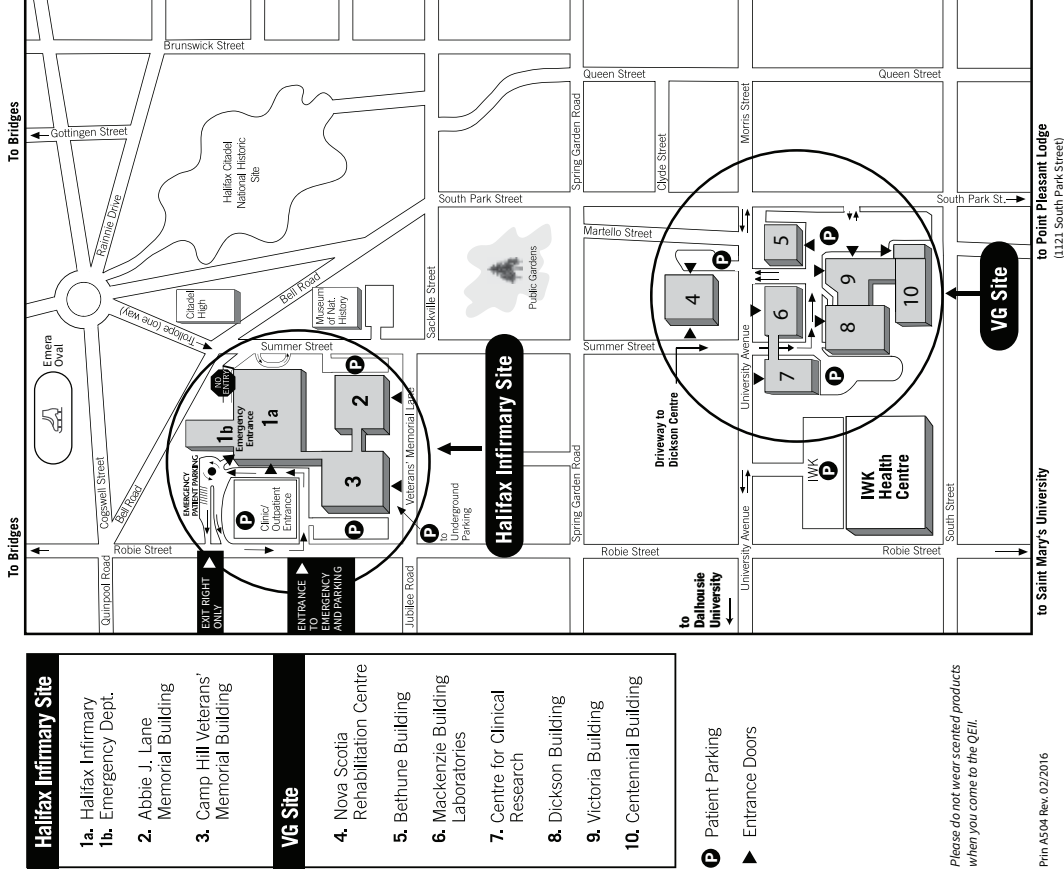 Halifax Infirmary Site
1a. Halifax Infirmary
1b. Emergency Dept.
2. Abbie J. Lane
Memorial Building
3. Camp Hill Veterans'
Memorial Building
VG Site
4. Nova Scotia
Rehabilitation Centre
5. Bethune Building
6. Mackenzie Building
Laboratories
7. Centre for Clinical
Research
8. Dickson Building
9. Victoria Building
10. Centennial Building
P Patient Parking
Entrance Doors
Please do not wear scented products
when you come to the QEII.
Prin A504 Rev. 02/2016
To Bridges
To Bridges
Gottingen Street
Brunswick Street
Rainnie Drive
Halifax Citadel
National Historic
Site
Emera
Oval
Cogswell Street
Quinpool Road
Bell Road
Bell Road
Trollope (one way)
Citadel
High
Museum
of Nat.
History
Summer Street
Sackville Street
South Park Street
Public Gardens
NO
ENTRY
1b
Emergency
Entrance
1a
2
3
EMERGENCY
PATIENT PARKING
P
Clinic/
Outpatient
Entrance
P
P
Veterans' Memorial Lane
P
to
Underground
Parking
Robie Street
EXIT RIGHT
ONLY
ENTRANCE
TO
EMERGENCY
AND PARKING
Jubilee Road
Halifax Infirmary Site
Spring Garden Road
Spring Garden Road
Queen Street
Queen Street
Clyde Street
Morris Street
Martello Street
South Park St.
Summer Street
Driveway to
Dickson Centre
University Avenue
University Avenue
4
P
5
P
6
7
P
8
9
10
VG Site
IWK
P
IWK
Health
Centre
South Street
Robie Street
Robie Street
to
Dalhousie
University
to Point Pleasant Lodge
(1121 South Park Street)
to Saint Mary's University